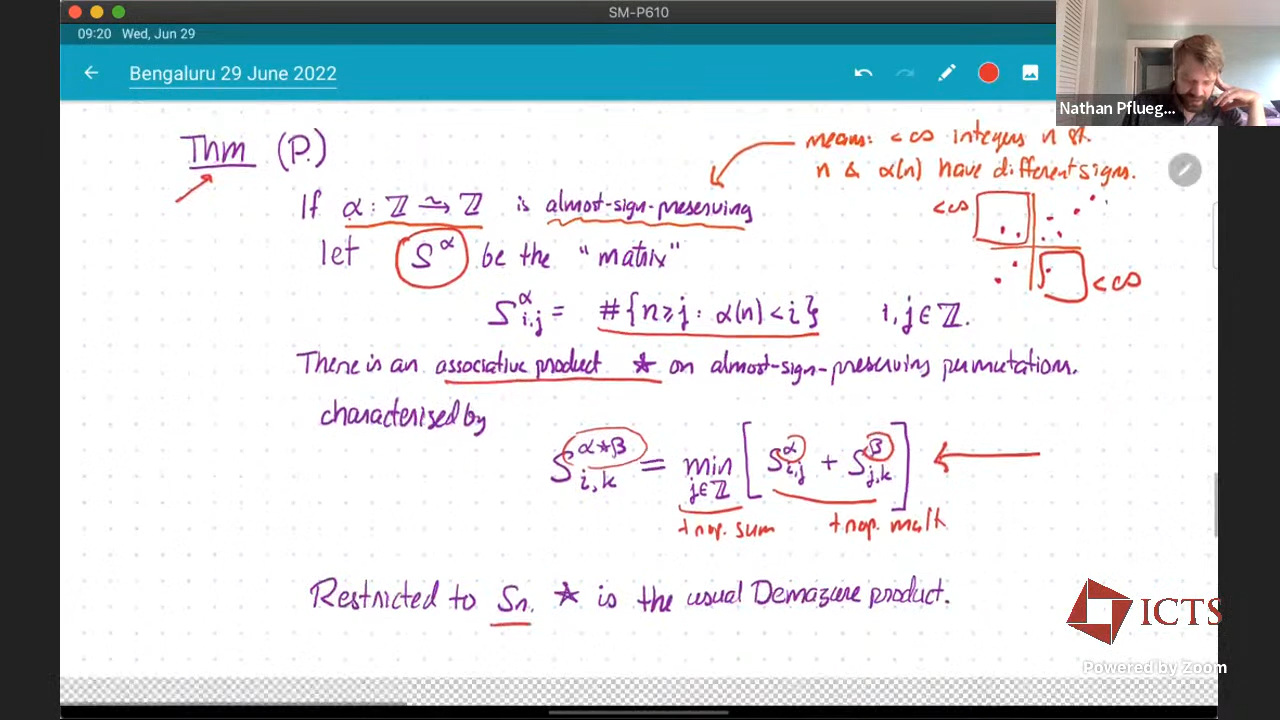 SM-P610
09:20 Wed, Jun 29
Bengaluru 29 June 2022
Nathan Pflueg...
Thm (P.)
means: < ∞ integers n st.
n & α(n) have different signs.
If α : ℤ ⥲ ℤ is almost-sign-preserving
< ∞
let S^α be the "matrix"
< ∞
S^α_{i,j} = #{n ≥ j : α(n) < i} i, j ∈ ℤ.
There is an associative product ★ on almost-sign-preserving permutations.
characterised by
S^{α★β}_{i,k} = min_{j∈ℤ} [ S^α_{i,j} + S^β_{j,k} ]
trop. sum trop. mult
Restricted to Sn. ★ is the usual Demazure product.
ICTS
Powered by Zoom